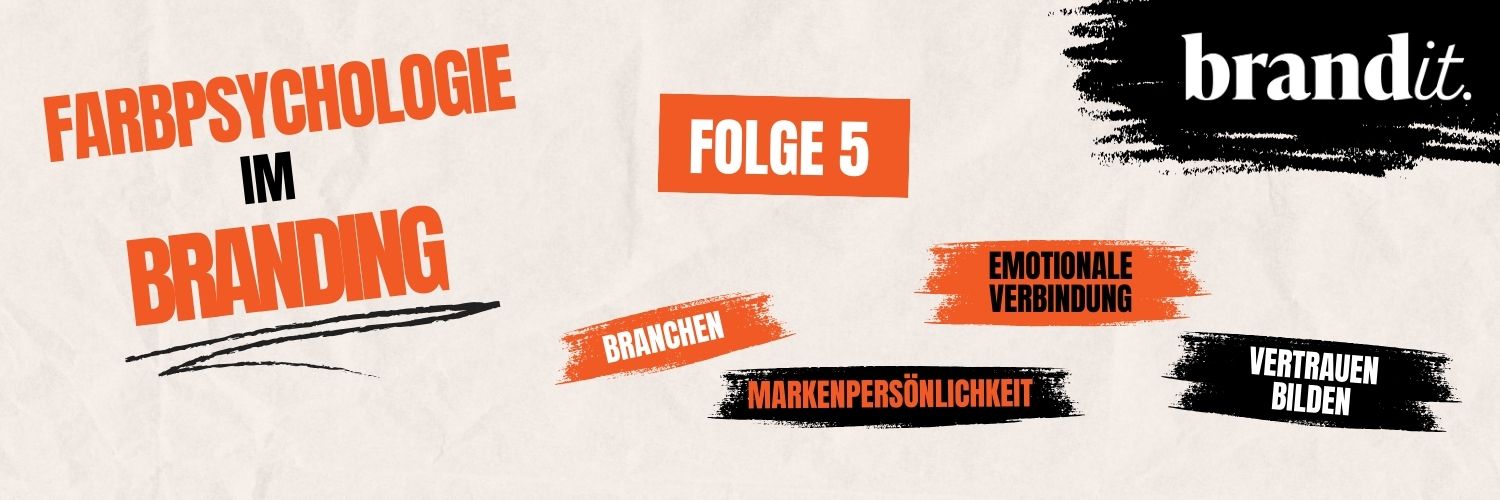 FARBPSYCHOLOGIE
IM
BRANDING
FOLGE 5
brandit.
BRANCHEN
MARKENPERSÖNLICHKEIT
EMOTIONALE
VERBINDUNG
VERTRAUEN
BILDEN